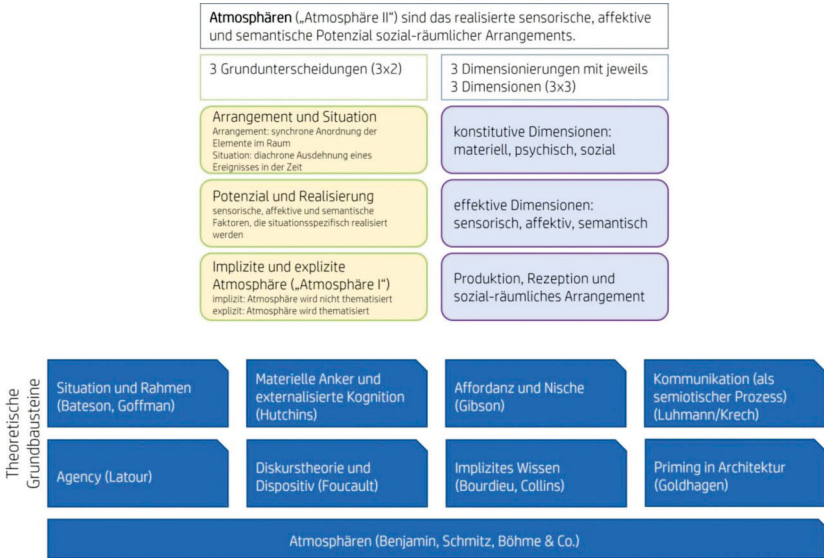 Atmosphären („Atmosphäre II“) sind das realisierte sensorische, affektive
und semantische Potenzial sozial-räumlicher Arrangements.
3 Grundunterscheidungen (3x2)
3 Dimensionierungen mit jeweils
3 Dimensionen (3x3)
Arrangement und Situation
Arrangement: synchrone Anordnung der
Elemente im Raum
Situation: diachrone Ausdehnung eines
Ereignisses in der Zeit
konstitutive Dimensionen:
materiell, psychisch, sozial
Potenzial und Realisierung
sensorische, affektive und semantische
Faktoren, die situationsspezifisch realisiert
werden
effektive Dimensionen:
sensorisch, affektiv, semantisch
Implizite und explizite
Atmosphäre („Atmosphäre I“)
implizit: Atmosphäre wird nicht thematisiert
explizit: Atmosphäre wird thematisiert
Produktion, Rezeption und
sozial-räumliches Arrangement
Theoretische
Grundbausteine
Situation und Rahmen
(Bateson, Goffman)
Materielle Anker und
externalisierte Kognition
(Hutchins)
Affordanz und Nische
(Gibson)
Kommunikation (als
semiotischer Prozess)
(Luhmann/Krech)
Agency (Latour)
Diskurstheorie und
Dispositiv (Foucault)
Implizites Wissen
(Bourdieu, Collins)
Priming in Architektur
(Goldhagen)
Atmosphären (Benjamin, Schmitz, Böhme & Co.)